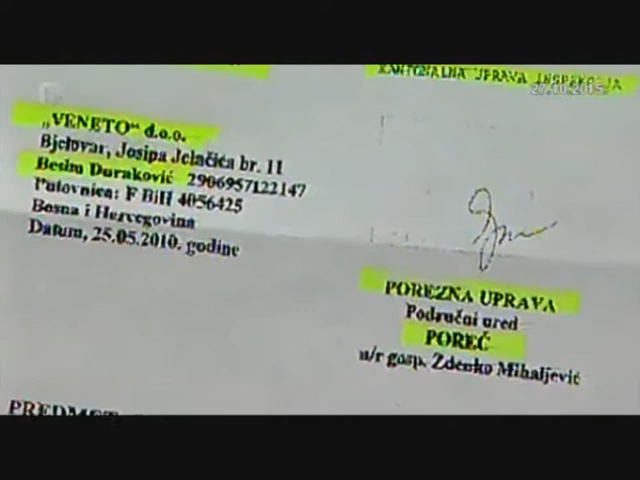 KANTONALNA UPRAVA INSPEKCIJA
27.10.2015.
„VENETO“ d.o.o.
Bjelovar, Josipa Jelačića br. 11
Besim Duraković 2906957122147
Putovnica: F BiH 4056425
Bosna i Hercegovina
Datum, 25.05.2010. godine
POREZNA UPRAVA
Područni ured
POREČ
n/r gosp. Zdenko Mihaljević
PREDMET